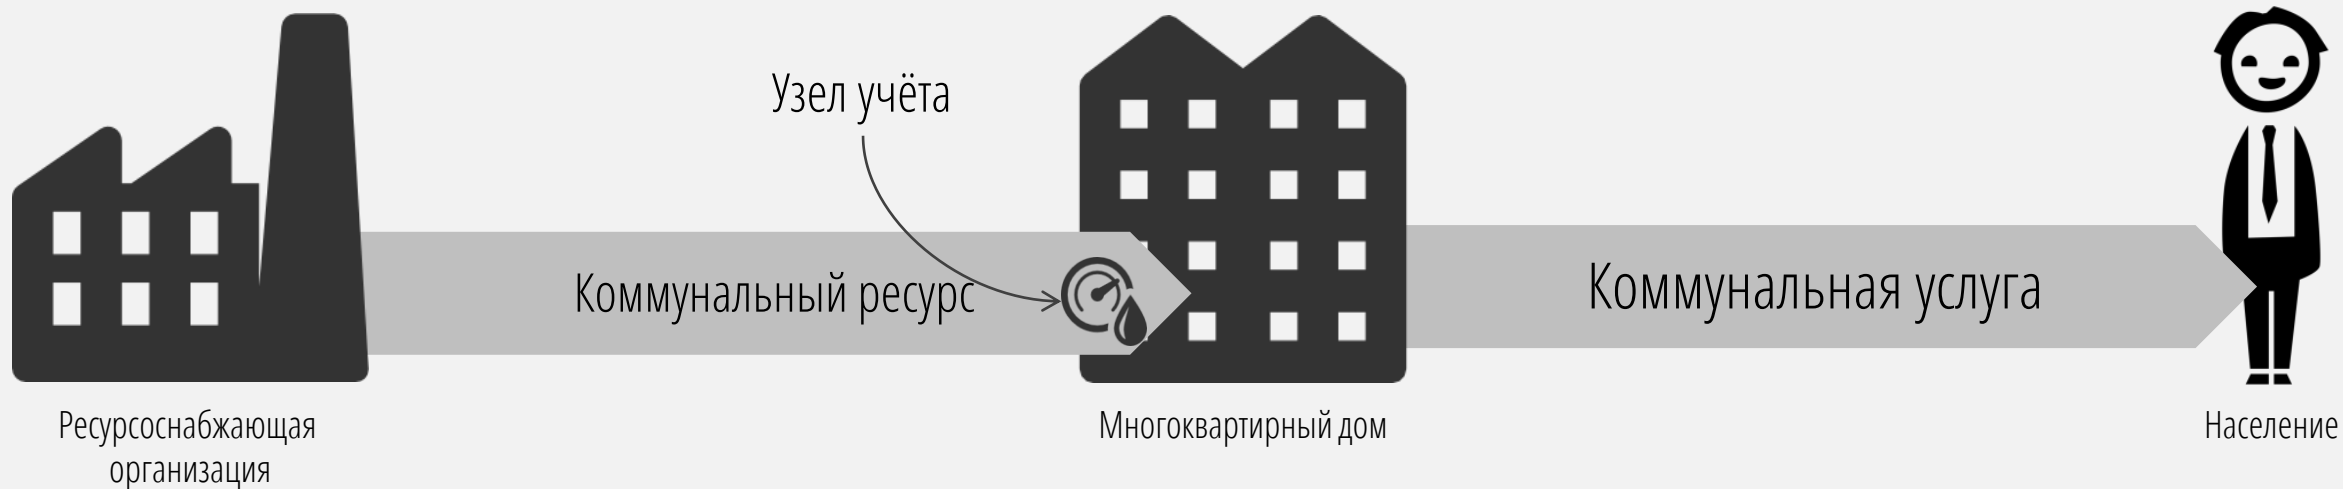 Узел учёта
Коммунальный ресурс
Коммунальная услуга
Ресурсоснабжающая
организация
Многоквартирный дом
Население